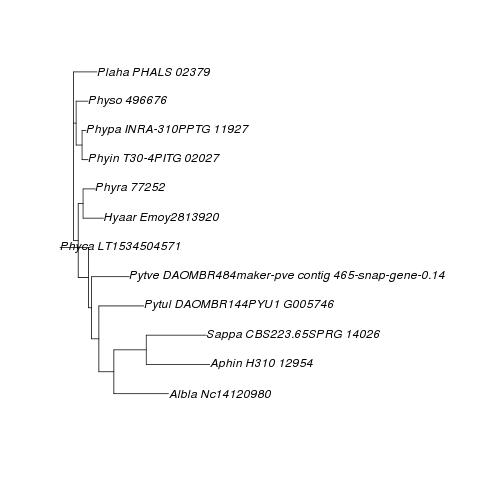 Plaha PHALS 02379
Physo 496676
Phypa INRA-310PPTG 11927
Phyin T30-4PITG 02027
Phyra 77252
Hyaar Emoy2813920
Phyca LT1534504571
Pytve DAOMBR484maker-pve contig 465-snap-gene-0.14
Pytul DAOMBR144PYU1 G005746
Sappa CBS223.65SPRG 14026
Aphin H310 12954
Albla Nc14120980